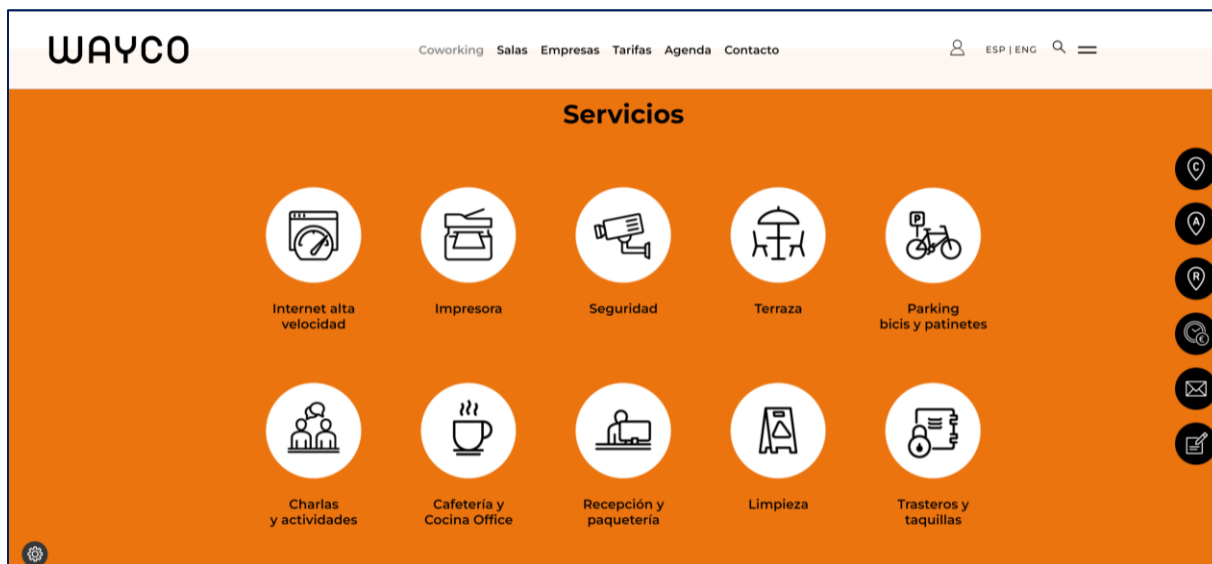 WAYCO
Coworking Salas Empresas Tarifas Agenda Contacto
ESP | ENG
Servicios
P
C
A
R
€
Internet alta
velocidad
Impresora
Seguridad
Terraza
Parking
bicis y patinetes
Charlas
y actividades
Cafetería y
Cocina Office
Recepción y
paquetería
Limpieza
Trasteros y
taquillas